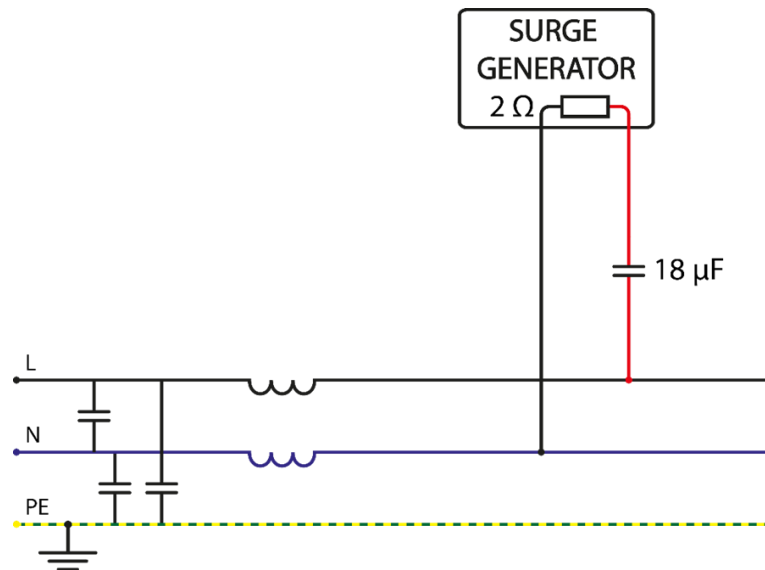 SURGE
GENERATOR
2 Ω
18 µF
L
N
PE